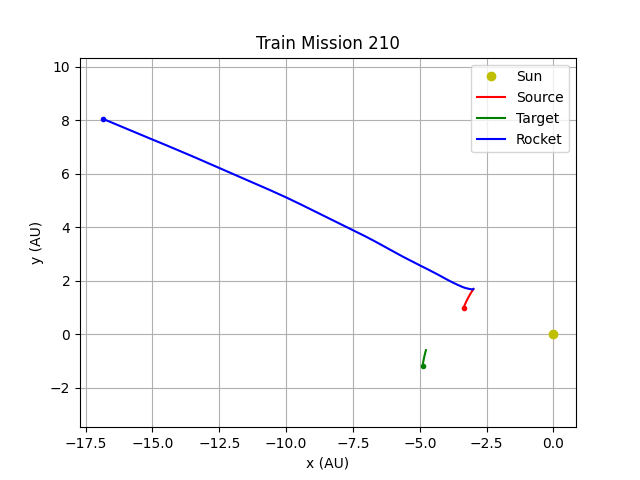 Train Mission 210
Sun
Source
Target
Rocket
y (AU)
10
8
6
4
2
0
−2
−17.5 −15.0 −12.5 −10.0 −7.5 −5.0 −2.5 0.0
x (AU)